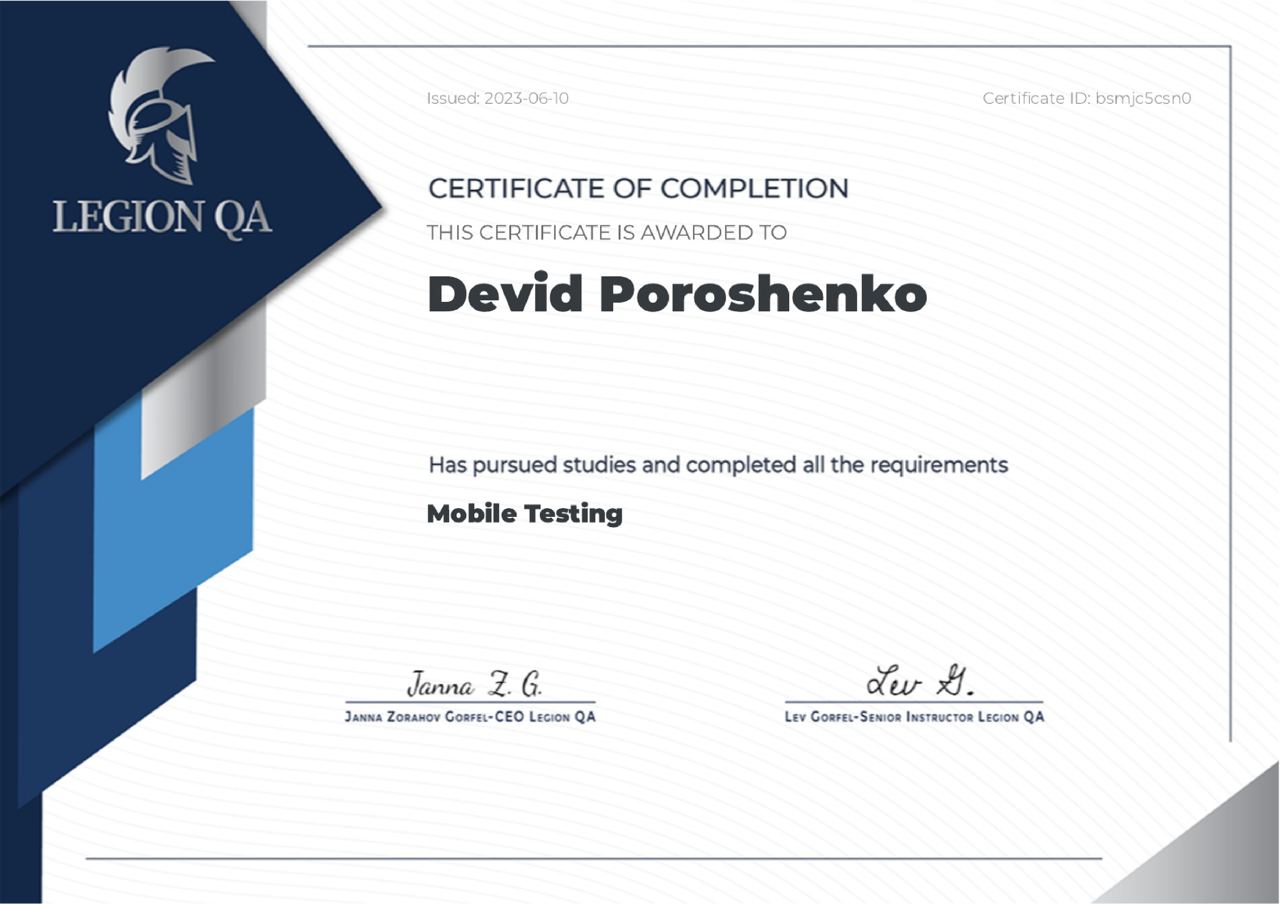 LEGION QA
Issued: 2023-06-10
Certificate ID: bsmjc5csn0
CERTIFICATE OF COMPLETION
THIS CERTIFICATE IS AWARDED TO
Devid Poroshenko
Has pursued studies and completed all the requirements
Mobile Testing
Janna Z. G.
Janna Zorahov Gorfel-CEO Legion QA
Lev G.
Lev Gorfel-Senior Instructor Legion QA